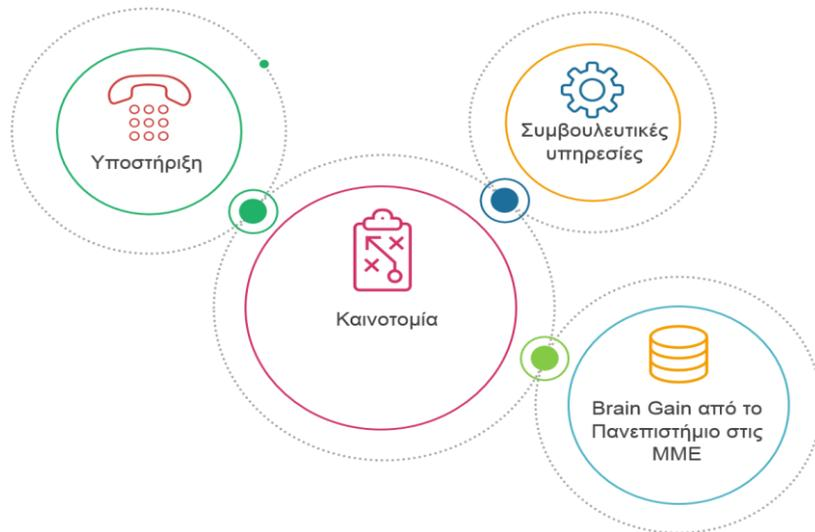 Υποστήριξη
Συμβουλευτικές
υπηρεσίες
Καινοτομία
Brain Gain από το
Πανεπιστήμιο στις
ΜΜΕ